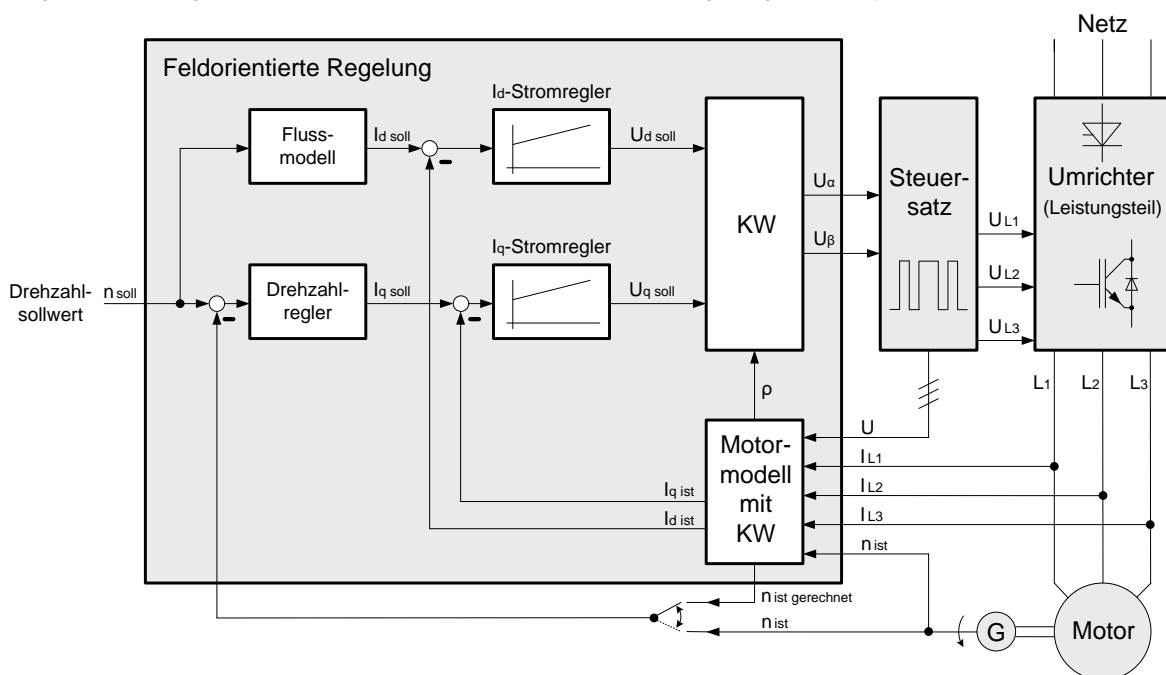 Netz
Feldorientierte Regelung
Id-Stromregler
Fluss-
modell
Id soll
Ud soll
KW
Uα
Uβ
Steuer-
satz
Umrichter
(Leistungsteil)
UL1
UL2
UL3
Iq-Stromregler
Drehzahl-
sollwert
n soll
Drehzahl-
regler
Iq soll
Uq soll
L1
L2
L3
ρ
U
Motor-
modell
mit
KW
IL1
IL2
IL3
n ist
Iq ist
Id ist
n ist gerechnet
n ist
G
Motor